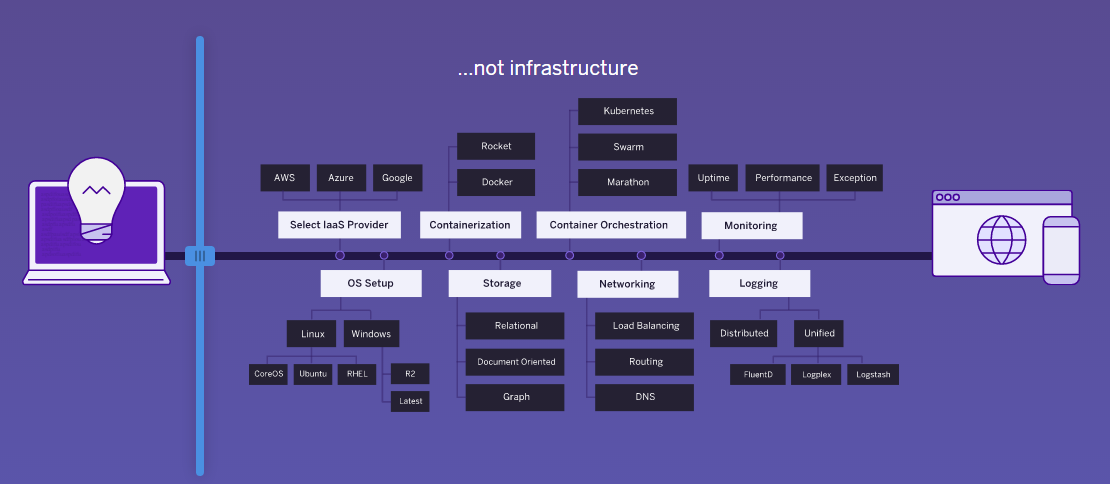 ...not infrastructure
Kubernetes
Rocket
Swarm
AWS
Azure
Google
Docker
Marathon
Uptime
Performance
Exception
Select IaaS Provider
Containerization
Container Orchestration
Monitoring
OS Setup
Storage
Networking
Logging
Linux
Windows
Relational
Load Balancing
Distributed
Unified
CoreOS
Ubuntu
RHEL
R2
Document Oriented
Routing
FluentD
Logplex
Logstash
Latest
Graph
DNS